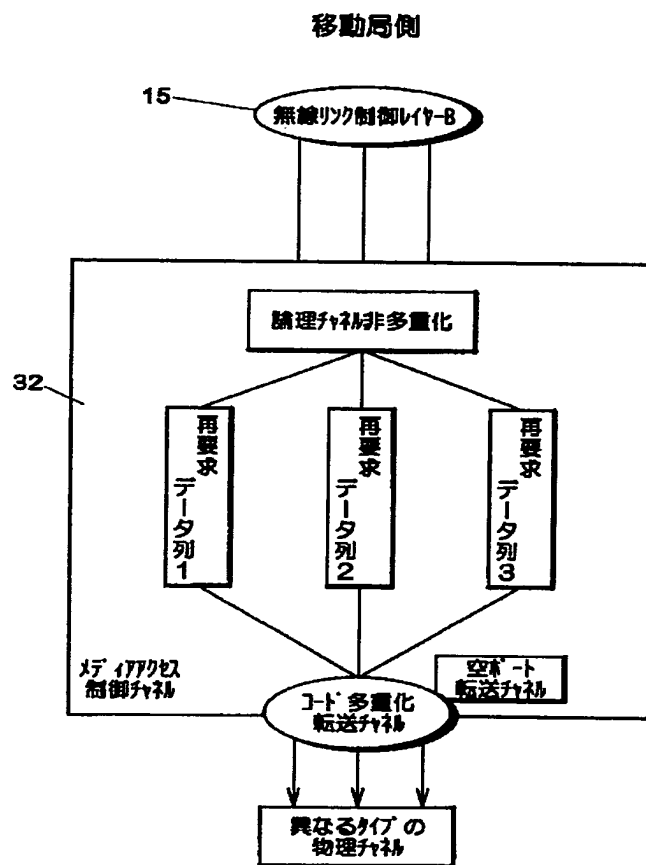 移動局側
15
無線リンク制御レイヤーB
論理チャネル非多重化
32
再要求
データ列1
再要求
データ列2
再要求
データ列3
メディアアクセス
制御チャネル
空ポート
転送チャネル
コード多重化
転送チャネル
異なるタイプの
物理チャネル